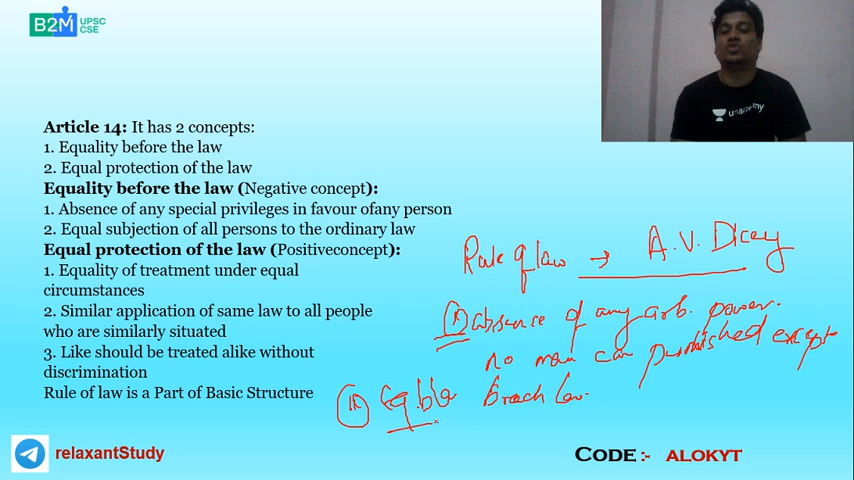 B2M UPSC
CSE
unacademy
Article 14: It has 2 concepts:
1. Equality before the law
2. Equal protection of the law
Equality before the law (Negative concept):
1. Absence of any special privileges in favour ofany person
2. Equal subjection of all persons to the ordinary law
Equal protection of the law (Positiveconcept):
1. Equality of treatment under equal
circumstances
2. Similar application of same law to all people
who are similarly situated
3. Like should be treated alike without
discrimination
Rule of law is a Part of Basic Structure
Rule of law → A.V. Dicey
absence of any arb. power.
no man can punished except
breach law.
relaxantStudy
CODE :- ALOKYT